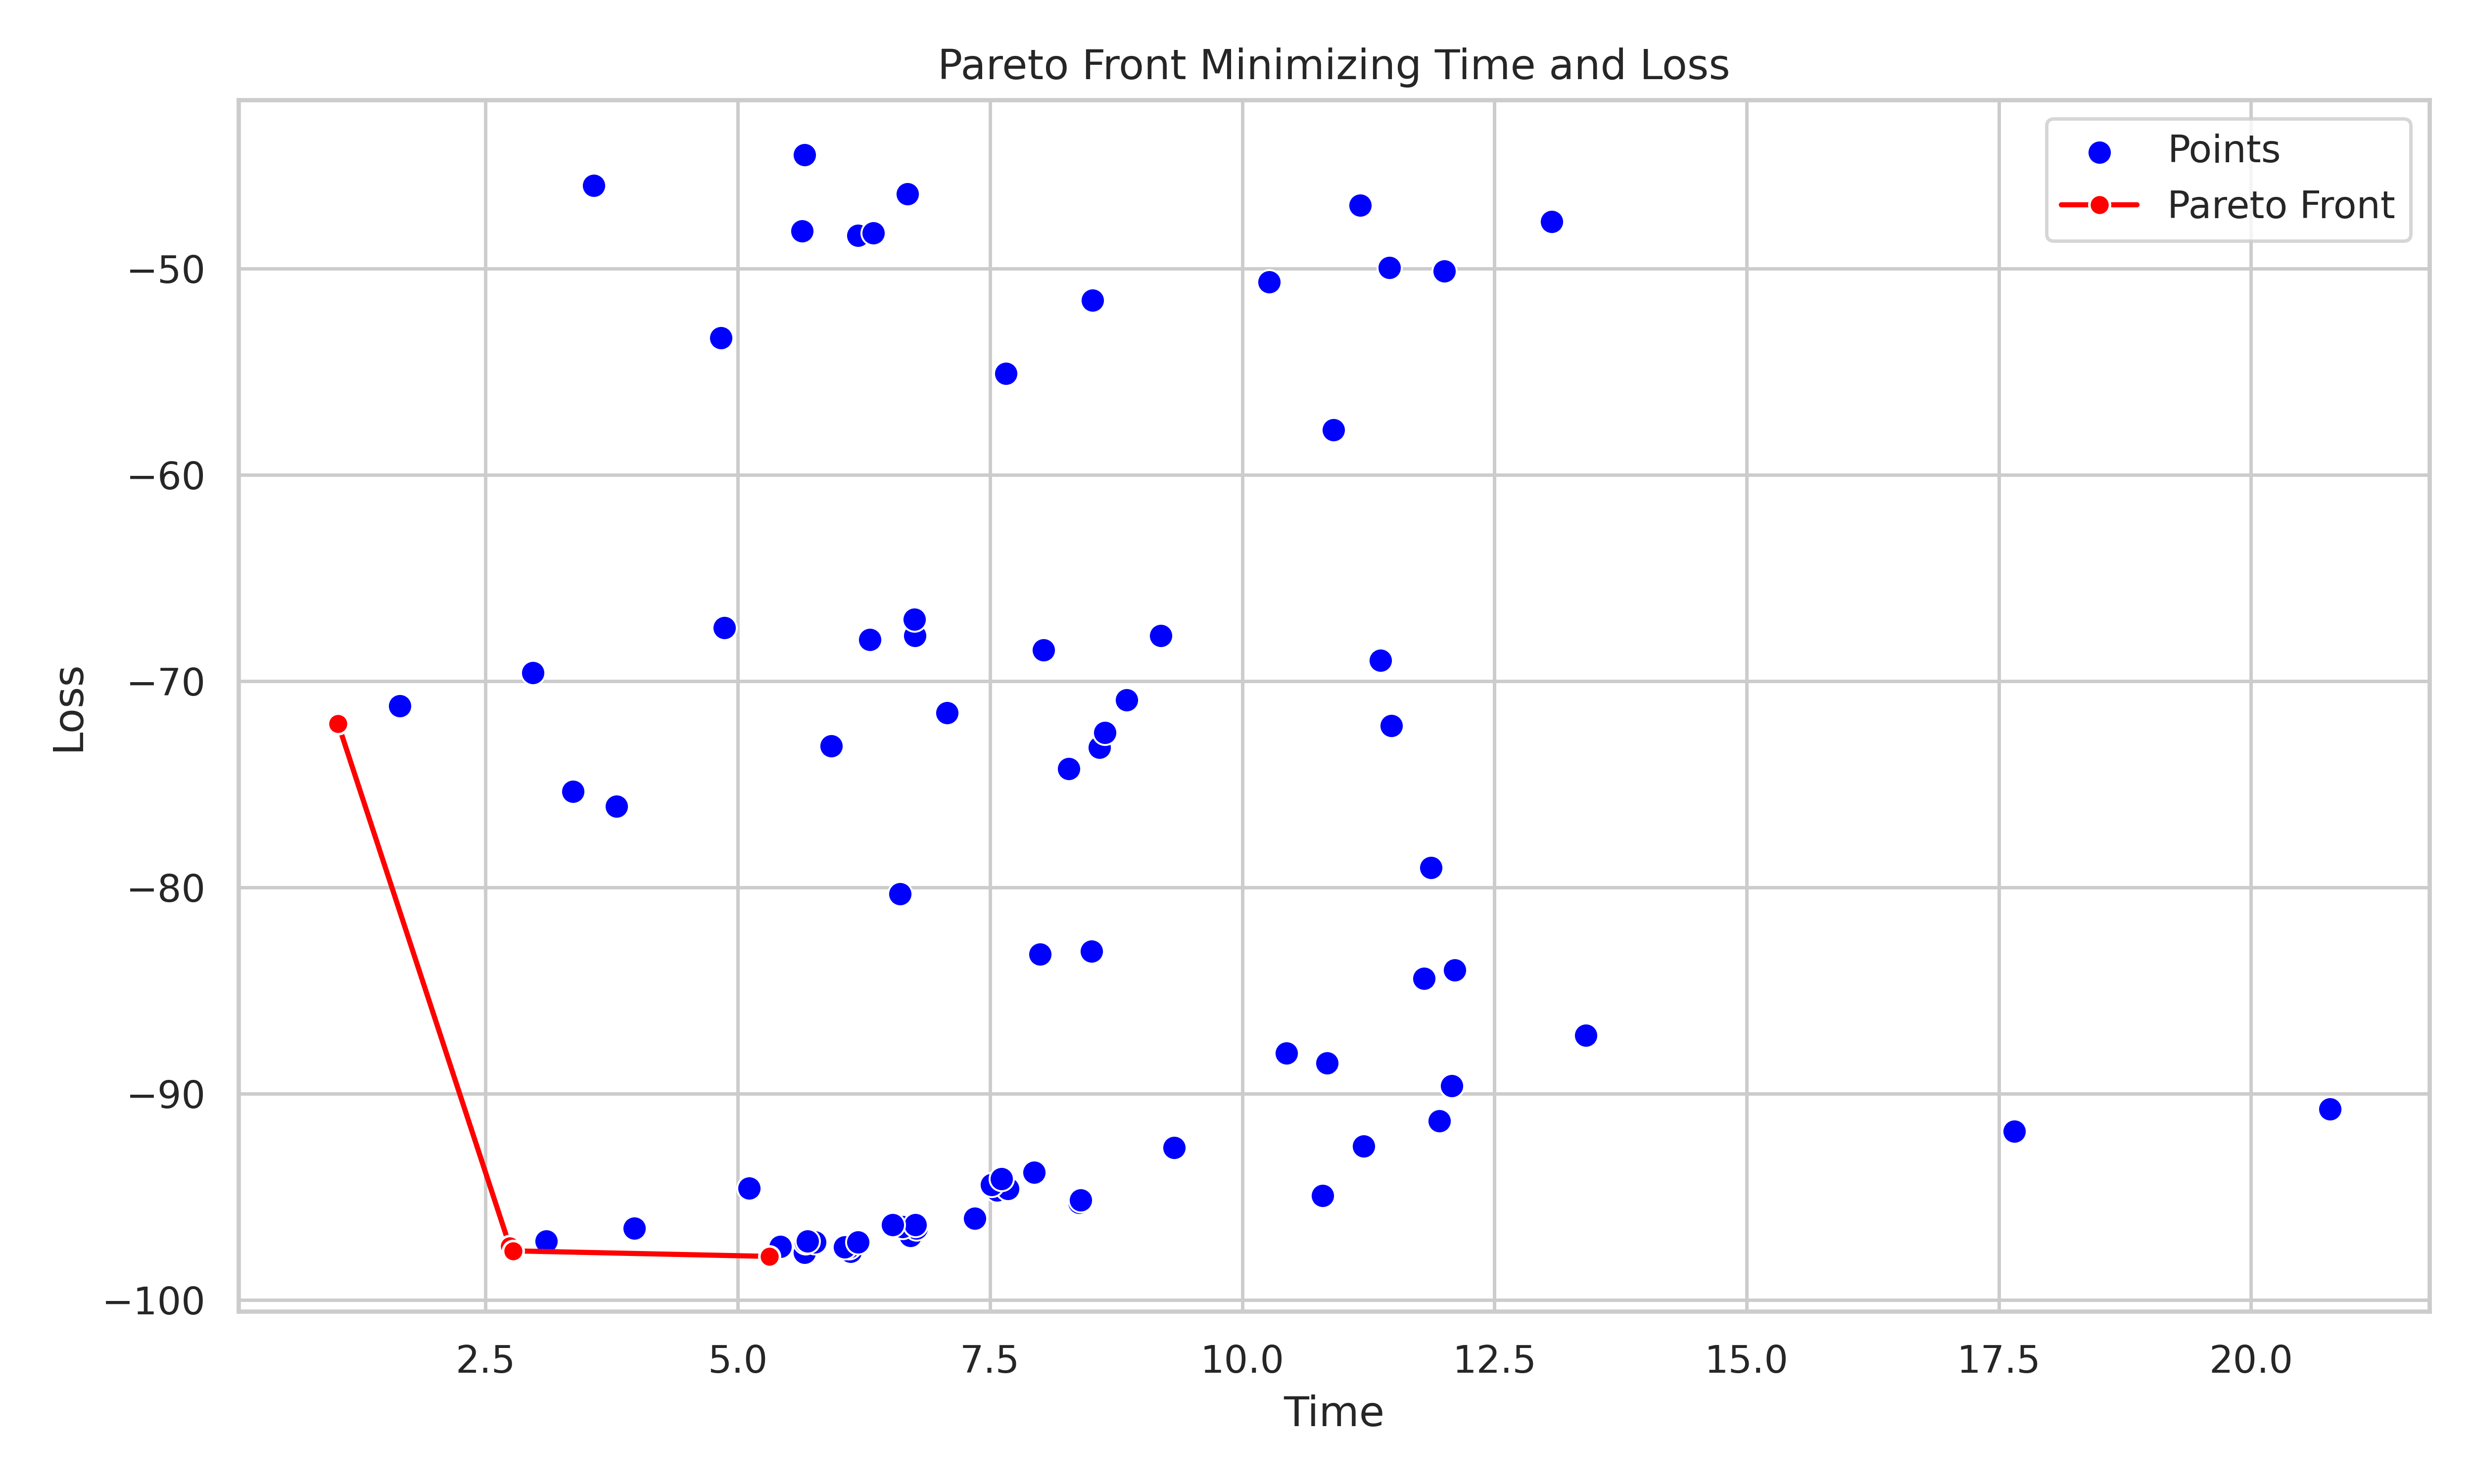 Pareto Front Minimizing Time and Loss
Points
Pareto Front
−50
−60
−70
−80
−90
−100
Loss
2.5 5.0 7.5 10.0 12.5 15.0 17.5 20.0
Time